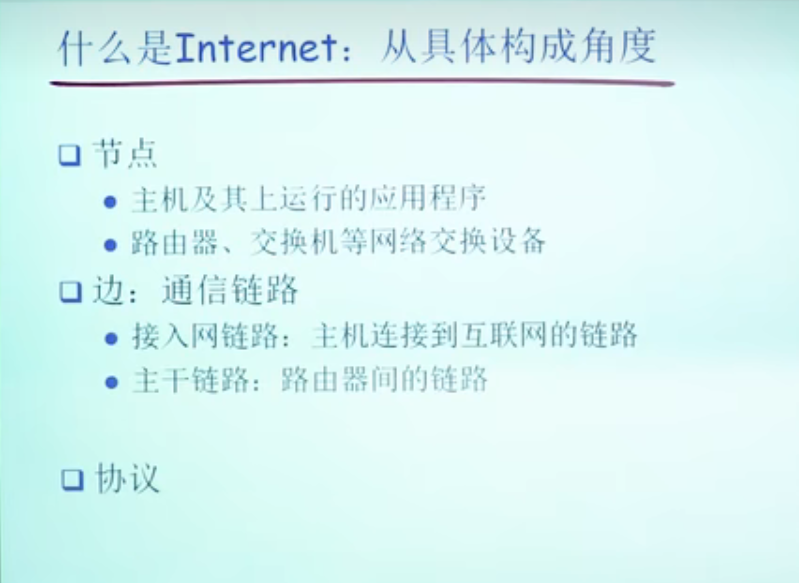 什么是Internet：从具体构成角度
节点
主机及其上运行的应用程序
路由器、交换机等网络交换设备
边：通信链路
接入网链路：主机连接到互联网的链路
主干链路：路由器间的链路
协议